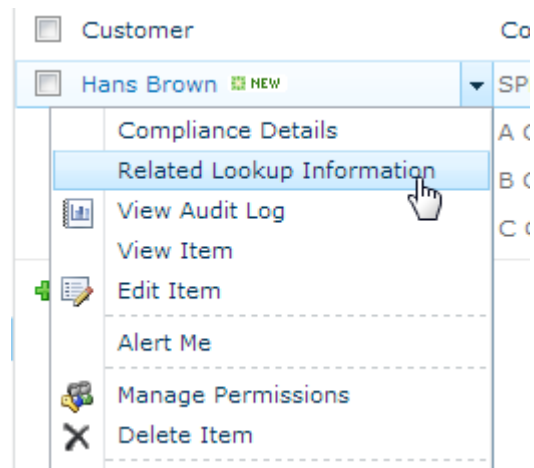 Customer Co
Hans Brown NEW SP
Compliance Details A C
Related Lookup Information B C
View Audit Log C C
View Item
Edit Item
Alert Me
Manage Permissions
Delete Item